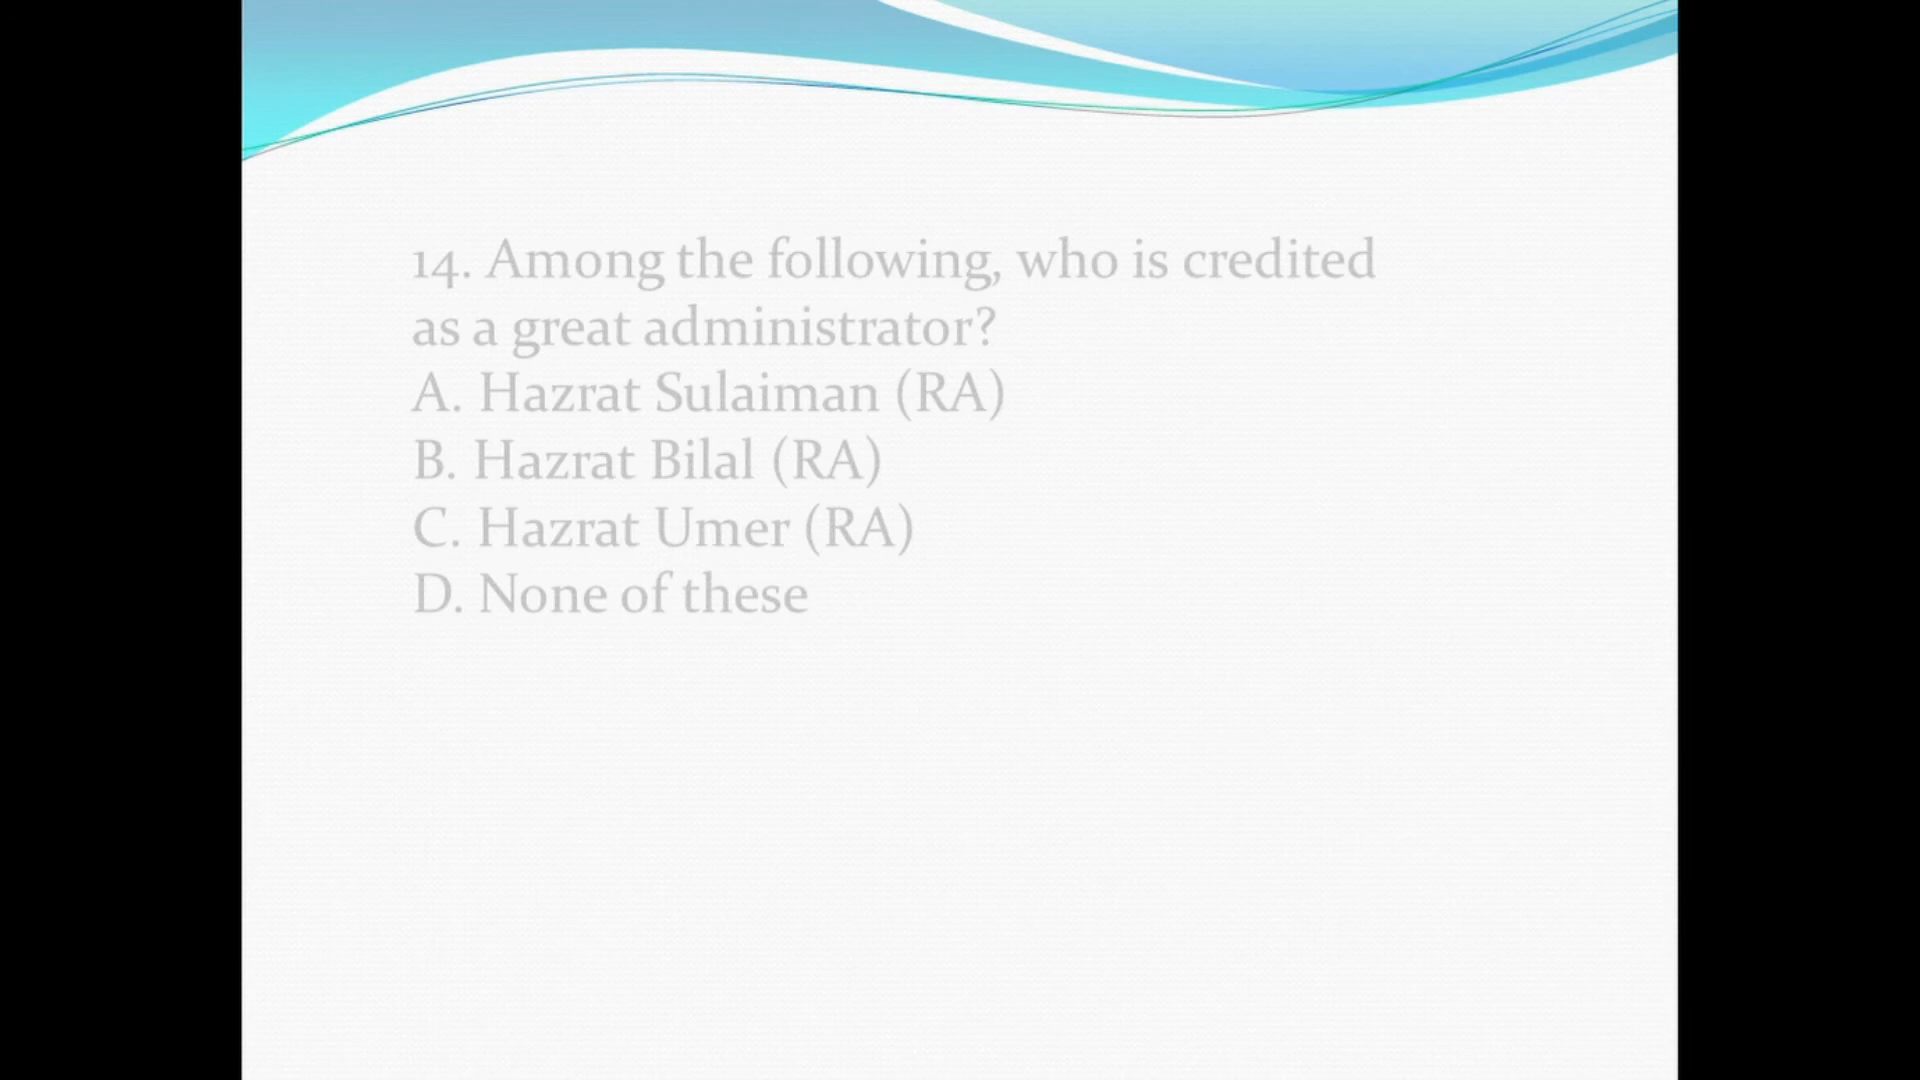 14. Among the following, who is credited
as a great administrator?
A. Hazrat Sulaiman (RA)
B. Hazrat Bilal (RA)
C. Hazrat Umer (RA)
D. None of these